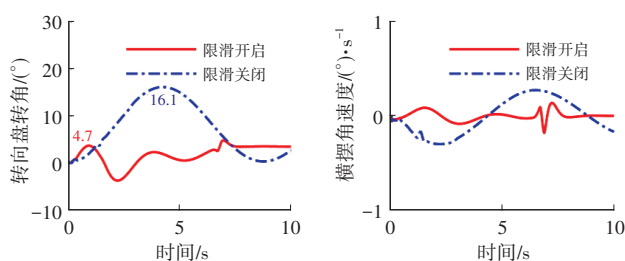 转向盘转角/(°)
30
20
10
0
−10
限滑开启
限滑关闭
4.7
16.1
0
5
10
时间/s
横摆角速度/(°)·s⁻¹
1
0
−1
限滑开启
限滑关闭
0
5
10
时间/s